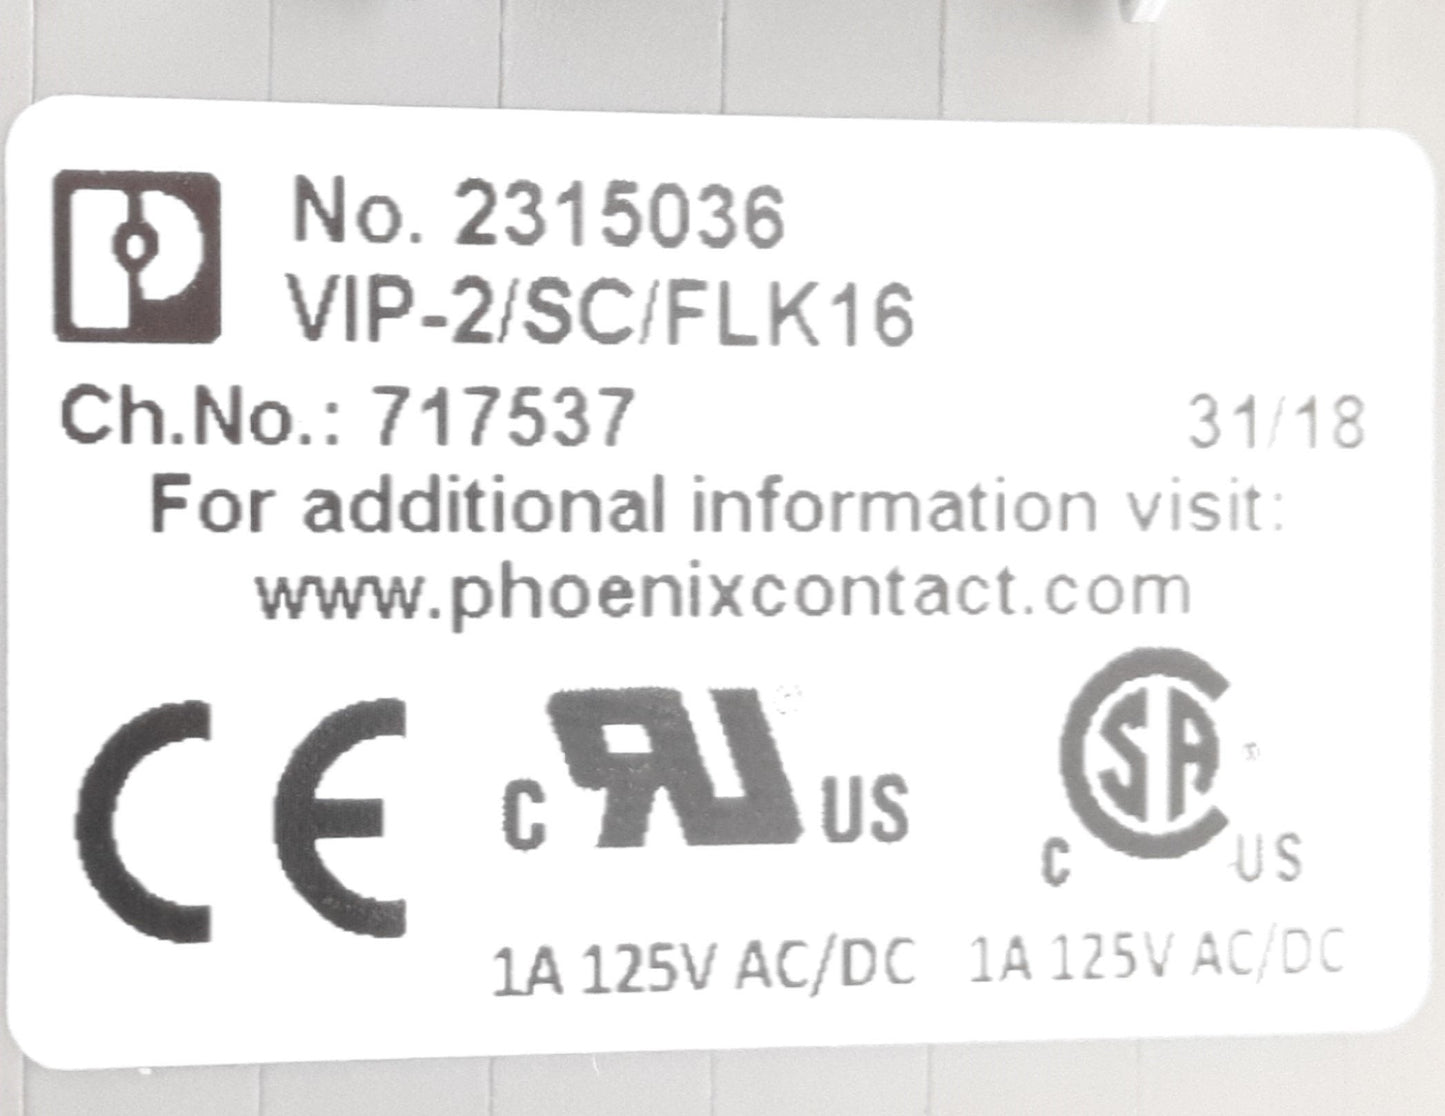 No. 2315036
VIP-2/SC/FLK16
Ch.No.: 717537 31/18
For additional information visit:
www.phoenixcontact.com
CE
C RU US
C SA US
1A 125V AC/DC 1A 125V AC/DC